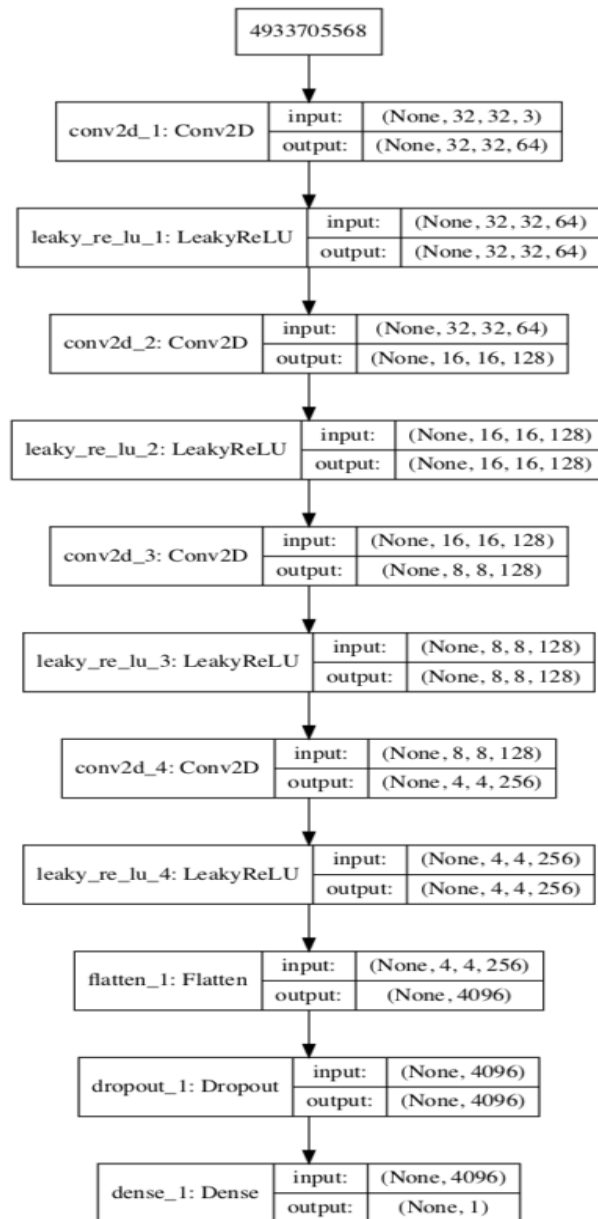 4933705568
conv2d_1: Conv2D
input: (None, 32, 32, 3)
output: (None, 32, 32, 64)
leaky_re_lu_1: LeakyReLU
input: (None, 32, 32, 64)
output: (None, 32, 32, 64)
conv2d_2: Conv2D
input: (None, 32, 32, 64)
output: (None, 16, 16, 128)
leaky_re_lu_2: LeakyReLU
input: (None, 16, 16, 128)
output: (None, 16, 16, 128)
conv2d_3: Conv2D
input: (None, 16, 16, 128)
output: (None, 8, 8, 128)
leaky_re_lu_3: LeakyReLU
input: (None, 8, 8, 128)
output: (None, 8, 8, 128)
conv2d_4: Conv2D
input: (None, 8, 8, 128)
output: (None, 4, 4, 256)
leaky_re_lu_4: LeakyReLU
input: (None, 4, 4, 256)
output: (None, 4, 4, 256)
flatten_1: Flatten
input: (None, 4, 4, 256)
output: (None, 4096)
dropout_1: Dropout
input: (None, 4096)
output: (None, 4096)
dense_1: Dense
input: (None, 4096)
output: (None, 1)